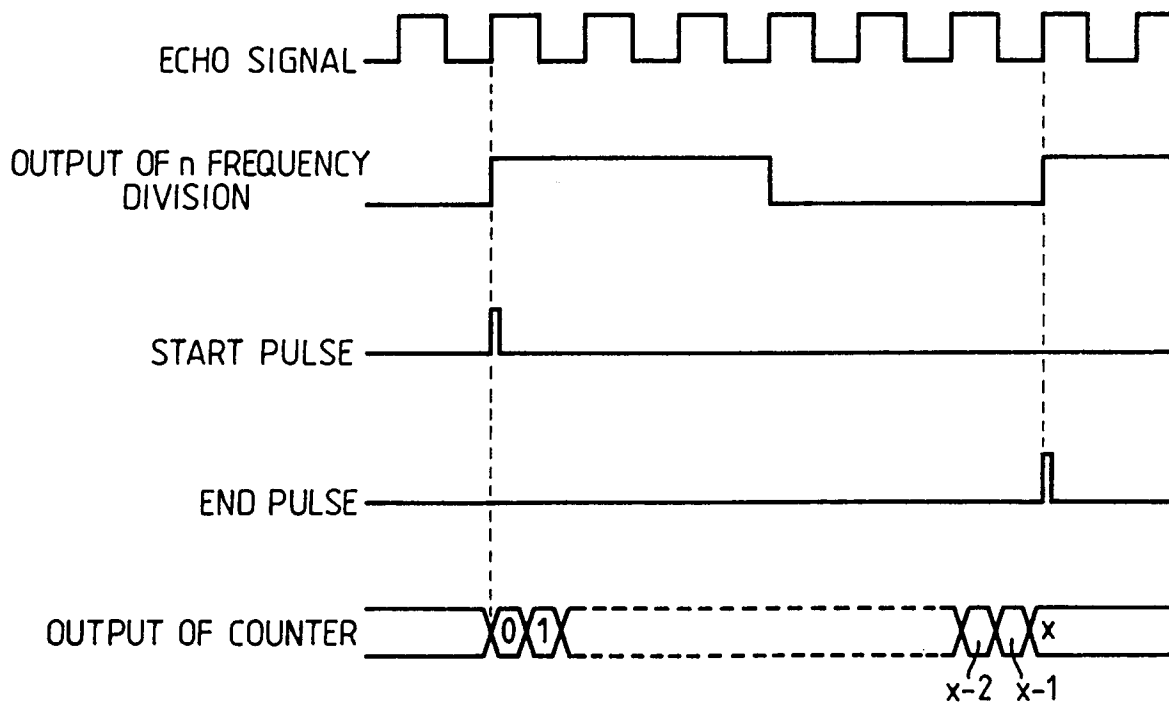 ECHO SIGNAL
OUTPUT OF n FREQUENCY
DIVISION
START PULSE
END PULSE
OUTPUT OF COUNTER
0 1 x
x-2 x-1